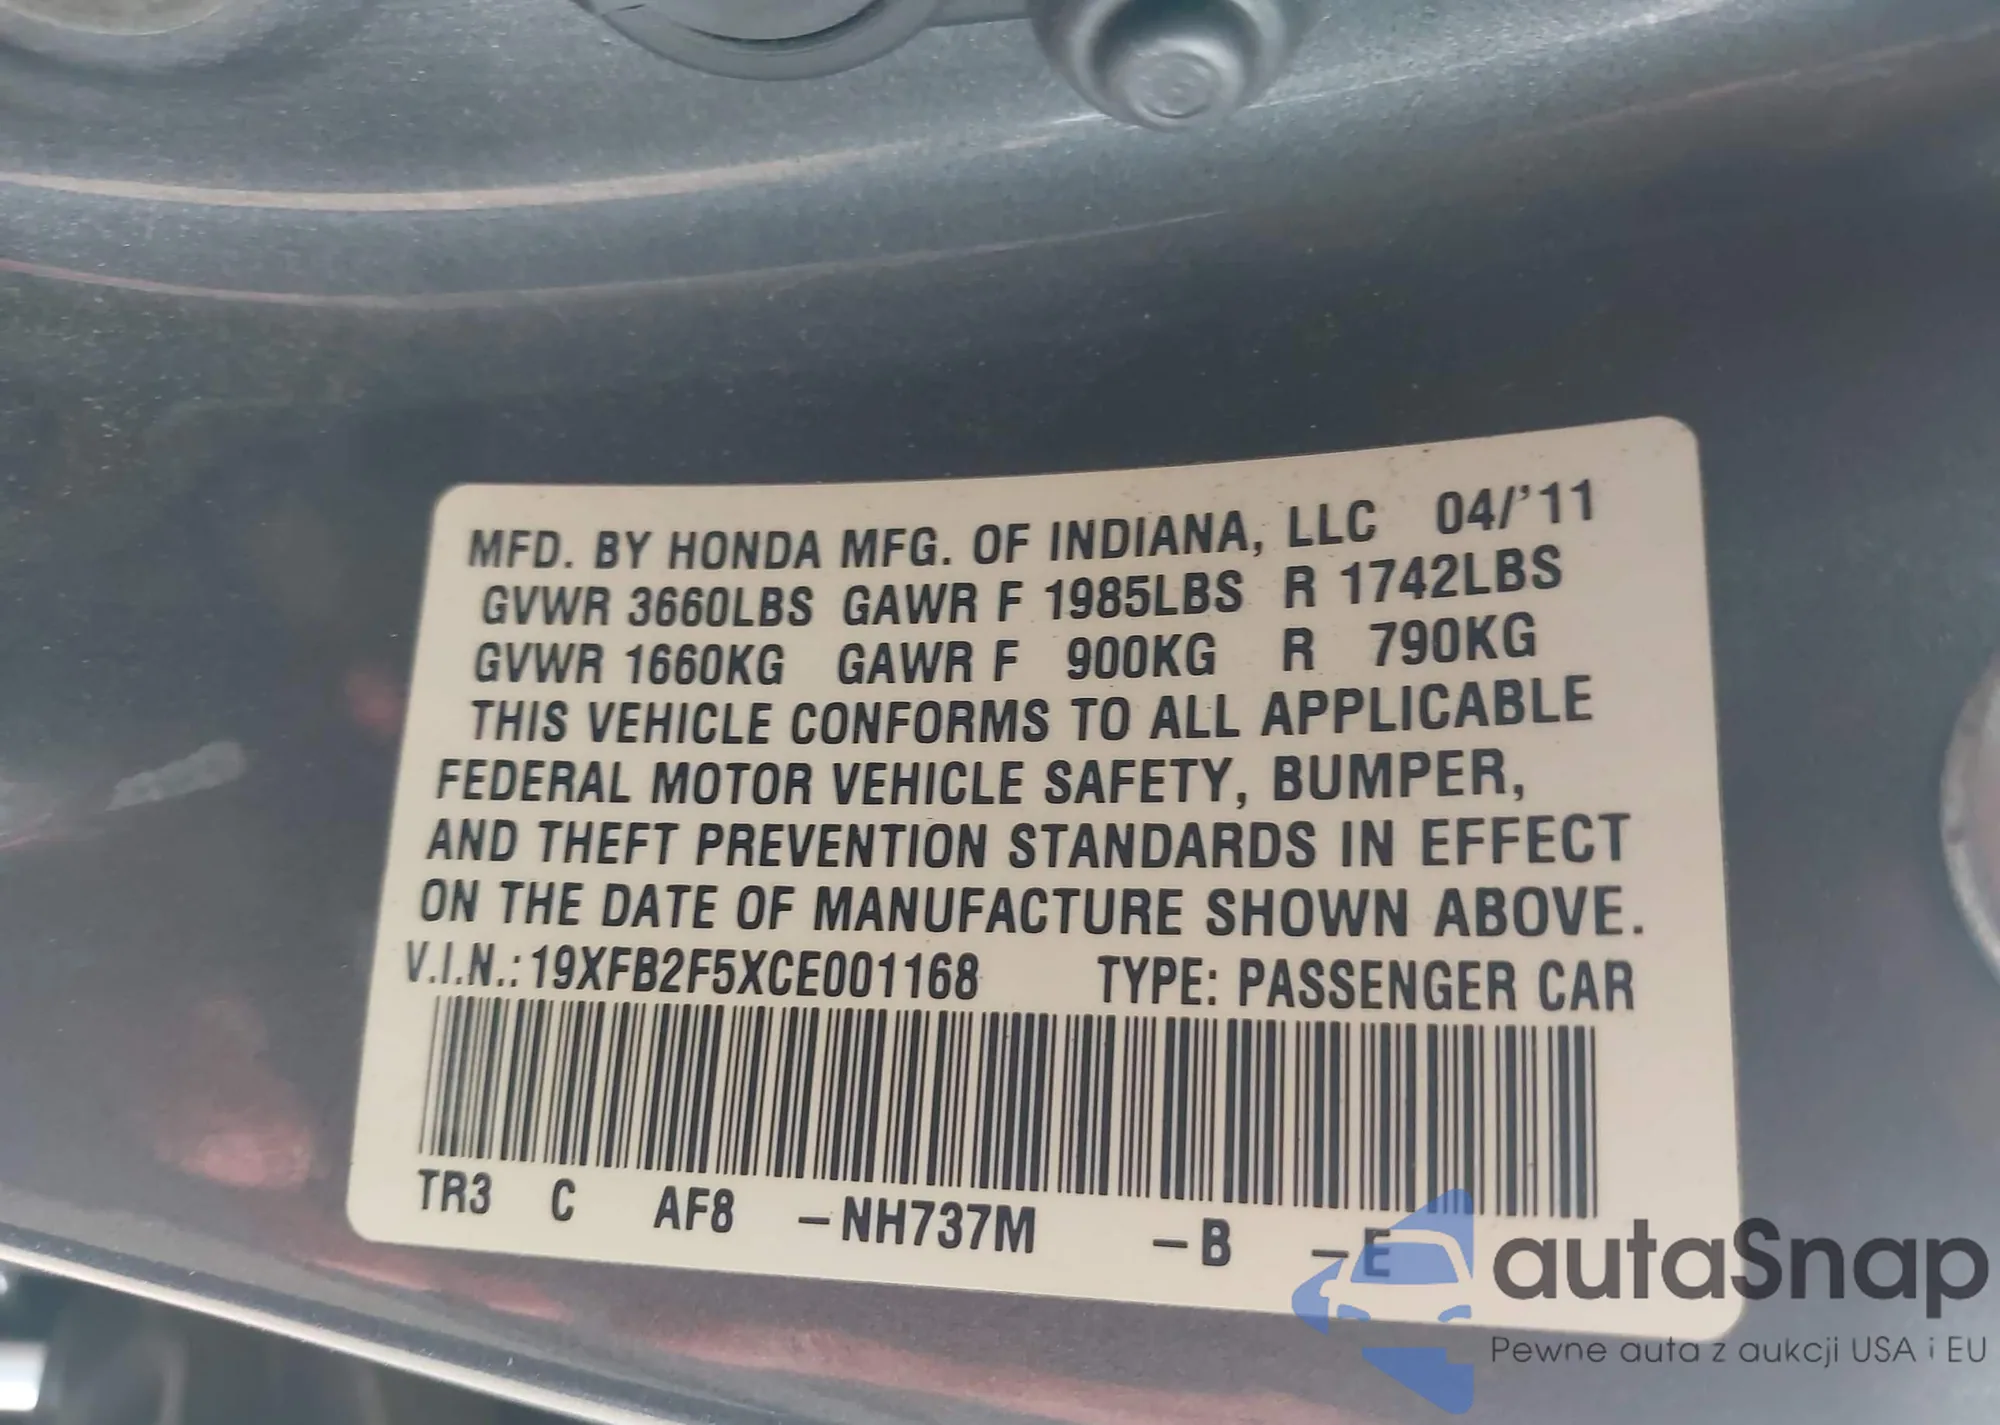 MFD. BY HONDA MFG. OF INDIANA, LLC 04/'11
GVWR 3660LBS GAWR F 1985LBS R 1742LBS
GVWR 1660KG GAWR F 900KG R 790KG
THIS VEHICLE CONFORMS TO ALL APPLICABLE
FEDERAL MOTOR VEHICLE SAFETY, BUMPER,
AND THEFT PREVENTION STANDARDS IN EFFECT
ON THE DATE OF MANUFACTURE SHOWN ABOVE.
V.I.N.: 19XFB2F5XCE001168 TYPE: PASSENGER CAR
TR3 C AF8 –NH737M –B –E
autaSnap
Pewne auta z aukcji USA i EU